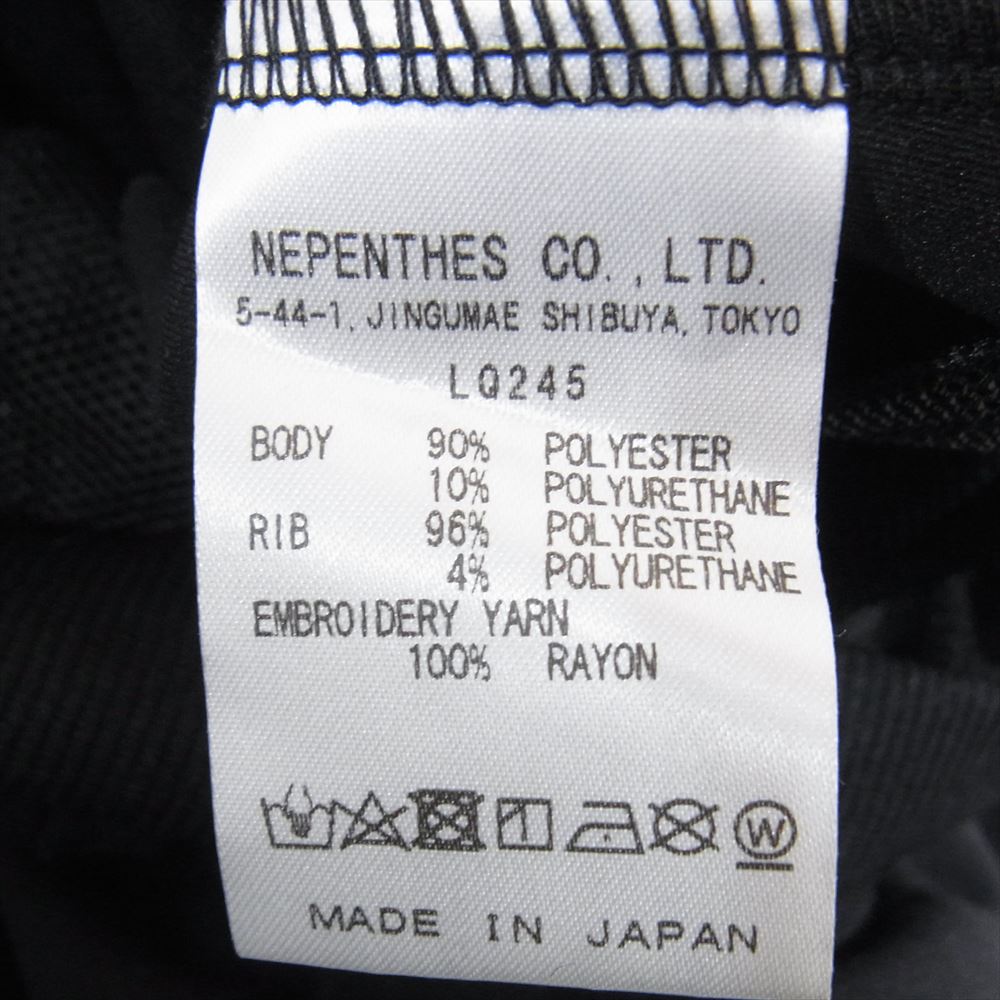 NEPENTHES CO., LTD.
5-44-1, JINGUMAE SHIBUYA, TOKYO
LQ245
BODY 90% POLYESTER
10% POLYURETHANE
RIB 96% POLYESTER
4% POLYURETHANE
EMBROIDERY YARN
100% RAYON
W
MADE IN JAPAN